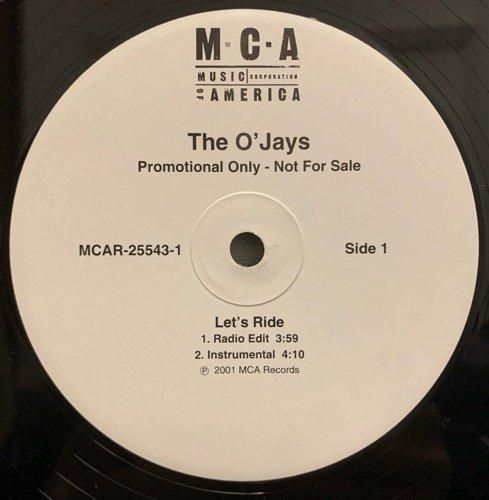 M·C·A
MUSIC CORPORATION
OF AMERICA
The O'Jays
Promotional Only - Not For Sale
MCAR-25543-1
Side 1
Let's Ride
1. Radio Edit 3:59
2. Instrumental 4:10
℗ 2001 MCA Records